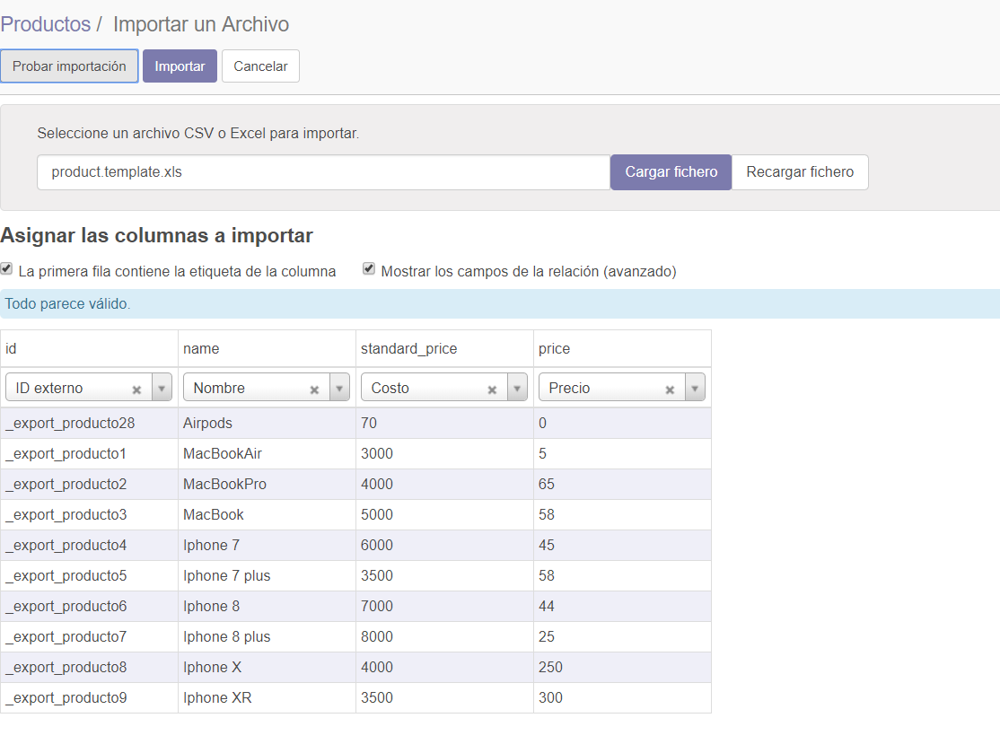 Productos / Importar un Archivo
Probar importación Importar Cancelar
Seleccione un archivo CSV o Excel para importar.
product.template.xls Cargar fichero Recargar fichero
Asignar las columnas a importar
La primera fila contiene la etiqueta de la columna Mostrar los campos de la relación (avanzado)
Todo parece válido.
id name standard_price price
ID externo Nombre Costo Precio
_export_producto28 Airpods 70 0
_export_producto1 MacBookAir 3000 5
_export_producto2 MacBookPro 4000 65
_export_producto3 MacBook 5000 58
_export_producto4 Iphone 7 6000 45
_export_producto5 Iphone 7 plus 3500 58
_export_producto6 Iphone 8 7000 44
_export_producto7 Iphone 8 plus 8000 25
_export_producto8 Iphone X 4000 250
_export_producto9 Iphone XR 3500 300